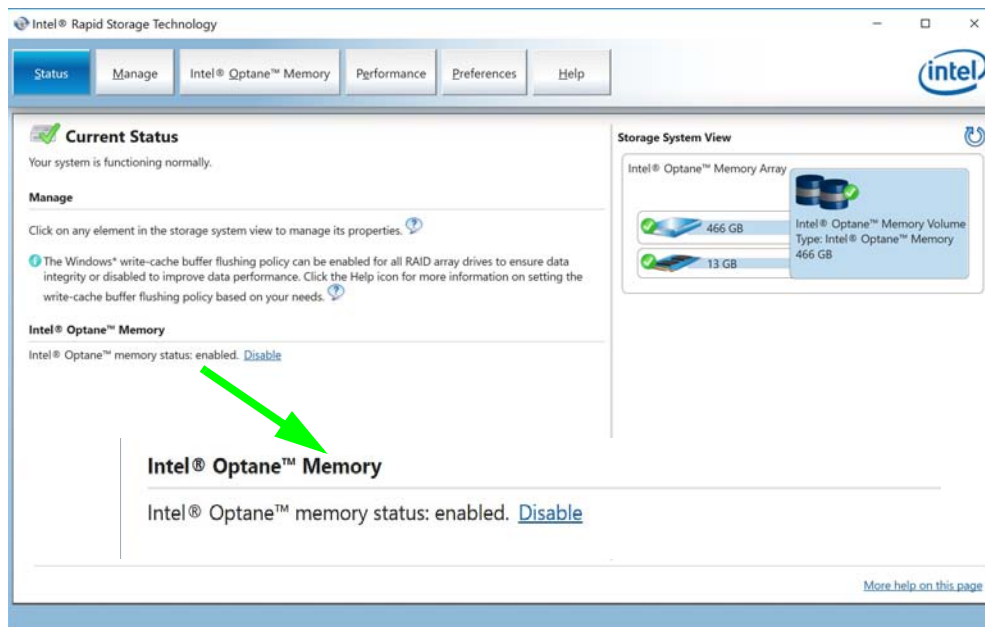 Intel® Rapid Storage Technology
Status
Manage
Intel® Optane™ Memory
Performance
Preferences
Help
intel
Current Status
Your system is functioning normally.
Manage
Click on any element in the storage system view to manage its properties.
The Windows* write-cache buffer flushing policy can be enabled for all RAID array drives to ensure data
integrity or disabled to improve data performance. Click the Help icon for more information on setting the
write-cache buffer flushing policy based on your needs.
Intel® Optane™ Memory
Intel® Optane™ memory status: enabled. Disable
Storage System View
Intel® Optane™ Memory Array
466 GB
13 GB
Intel® Optane™ Memory Volume
Type: Intel® Optane™ Memory
466 GB
Intel® Optane™ Memory
Intel® Optane™ memory status: enabled. Disable
More help on this page